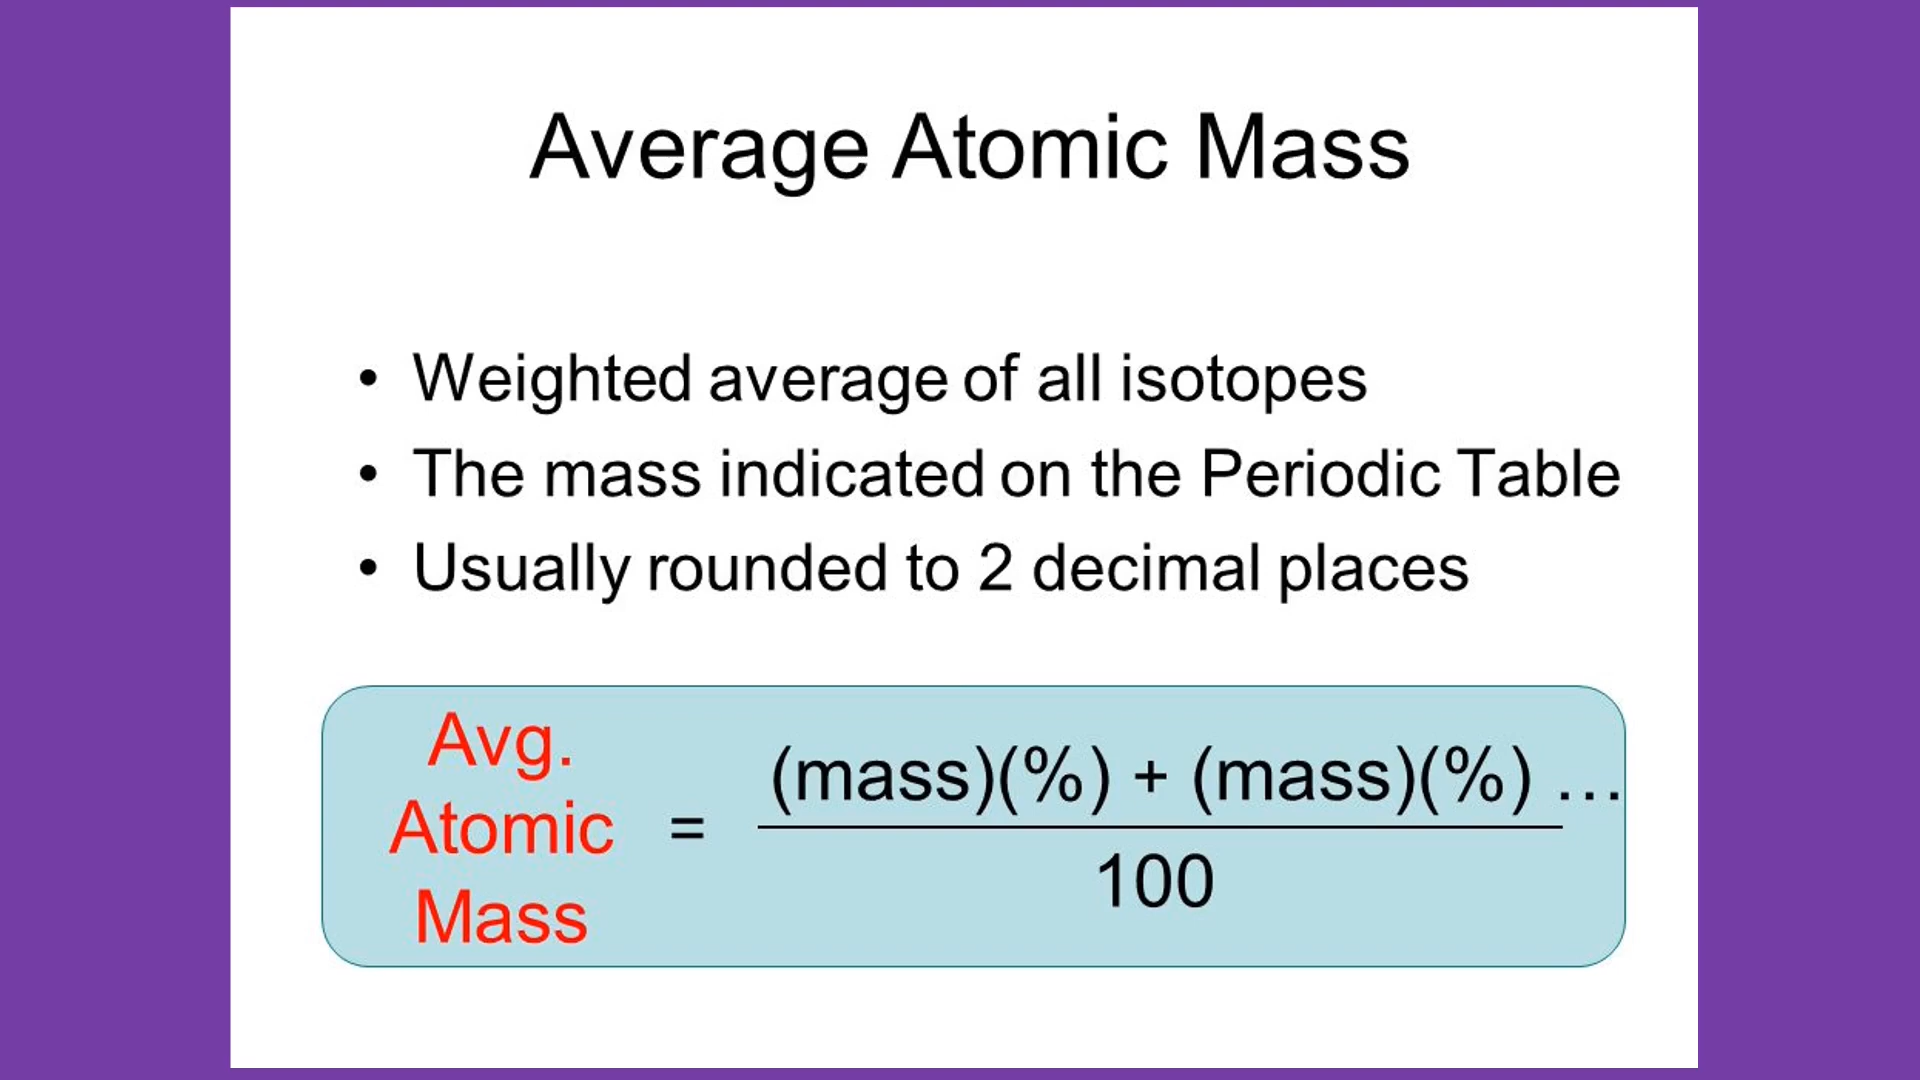 Average Atomic Mass
• Weighted average of all isotopes
• The mass indicated on the Periodic Table
• Usually rounded to 2 decimal places
Avg.
Atomic
Mass
=
(mass)(%) + (mass)(%) …
100